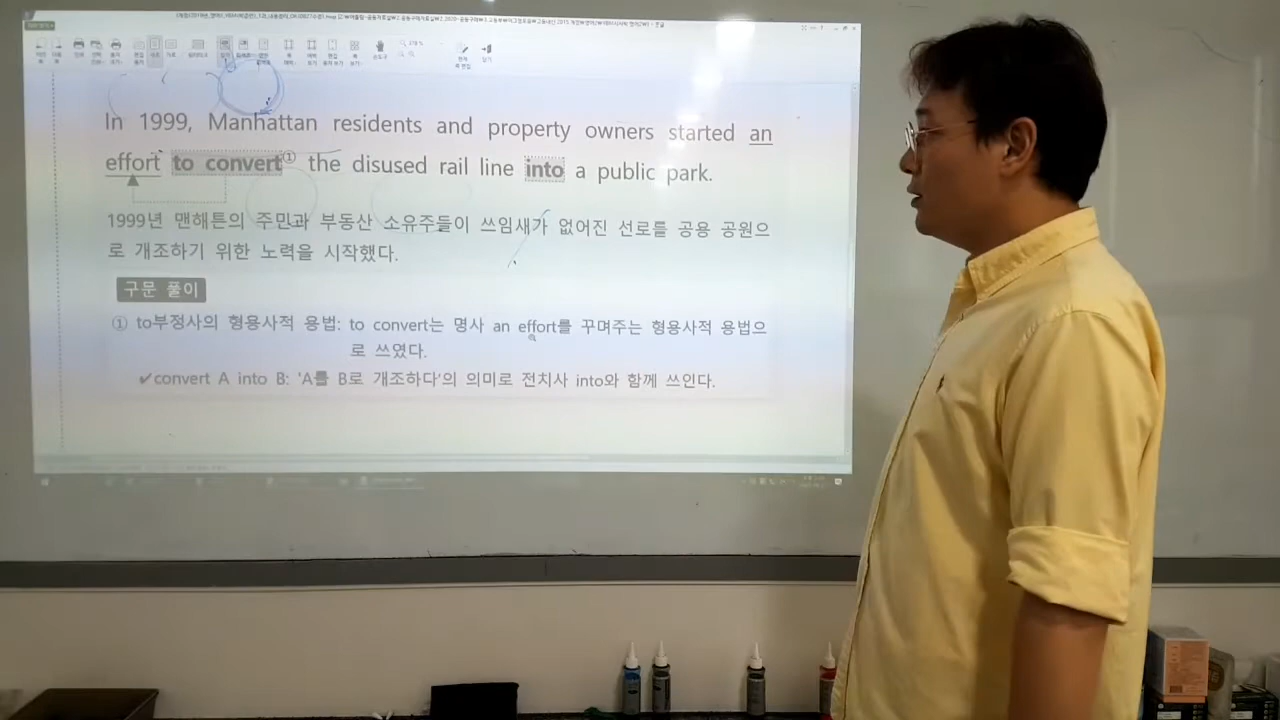 In 1999, Manhattan residents and property owners started an
effort to convert① the disused rail line into a public park.
1999년 맨해튼의 주민과 부동산 소유주들이 쓰임새가 없어진 선로를 공용 공원으
로 개조하기 위한 노력을 시작했다.
구문 풀이
① to부정사의 형용사적 용법: to convert는 명사 an effort를 꾸며주는 형용사적 용법으
로 쓰였다.
✔convert A into B: 'A를 B로 개조하다'의 의미로 전치사 into와 함께 쓰인다.